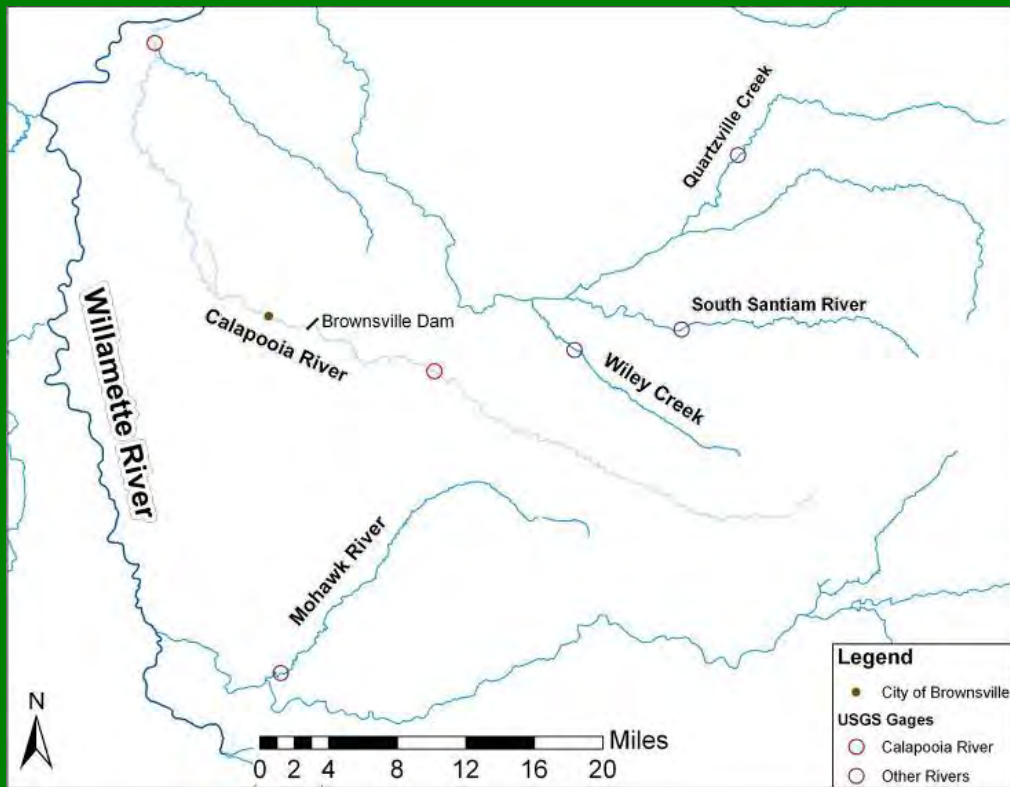 Quartzville Creek
South Santiam River
Brownsville Dam
Calapooia River
Willamette River
Wiley Creek
Mohawk River
Legend
City of Brownsville
USGS Gages
Calapooia River
Other Rivers
N
Miles
0 2 4 8 12 16 20